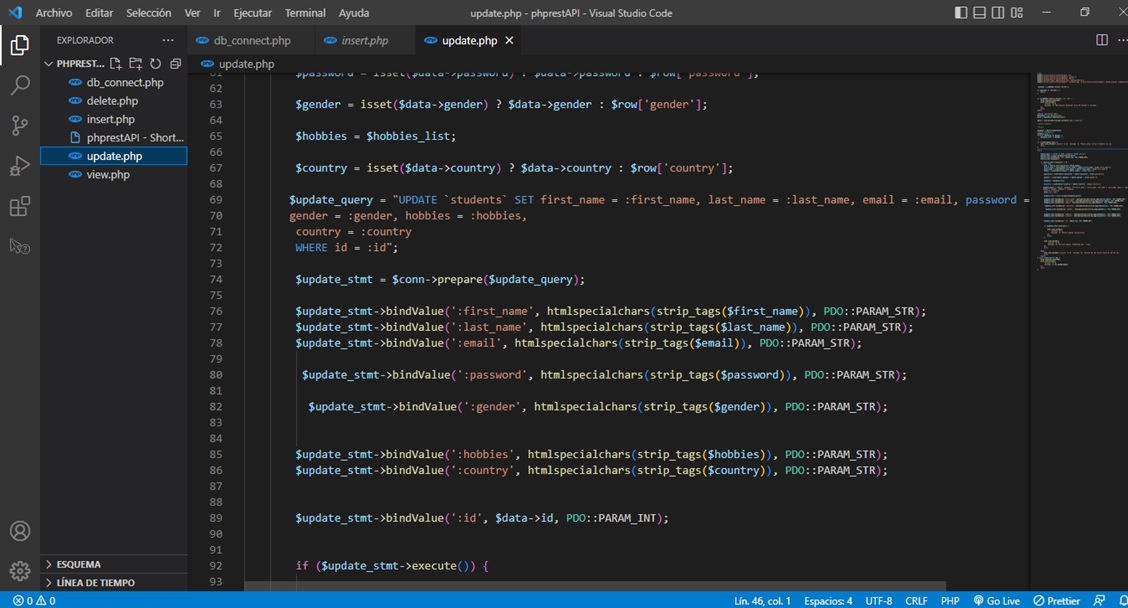 Archivo Editar Selección Ver Ir Ejecutar Terminal Ayuda
update.php - phprestAPI - Visual Studio Code
EXPLORADOR
db_connect.php
insert.php
update.php
PHPREST...
update.php
db_connect.php
delete.php
insert.php
phprestAPI - Short...
update.php
view.php
ESQUEMA
LÍNEA DE TIEMPO
61 $password = isset($data->password) ? $data->password : $row['password'];
62
63 $gender = isset($data->gender) ? $data->gender : $row['gender'];
64
65 $hobbies = $hobbies_list;
66
67 $country = isset($data->country) ? $data->country : $row['country'];
68
69 $update_query = "UPDATE `students` SET first_name = :first_name, last_name = :last_name, email = :email, password =
70 gender = :gender, hobbies = :hobbies,
71 country = :country
72 WHERE id = :id";
73
74 $update_stmt = $conn->prepare($update_query);
75
76 $update_stmt->bindValue(':first_name', htmlspecialchars(strip_tags($first_name)), PDO::PARAM_STR);
77 $update_stmt->bindValue(':last_name', htmlspecialchars(strip_tags($last_name)), PDO::PARAM_STR);
78 $update_stmt->bindValue(':email', htmlspecialchars(strip_tags($email)), PDO::PARAM_STR);
79
80 $update_stmt->bindValue(':password', htmlspecialchars(strip_tags($password)), PDO::PARAM_STR);
81
82 $update_stmt->bindValue(':gender', htmlspecialchars(strip_tags($gender)), PDO::PARAM_STR);
83
84
85 $update_stmt->bindValue(':hobbies', htmlspecialchars(strip_tags($hobbies)), PDO::PARAM_STR);
86 $update_stmt->bindValue(':country', htmlspecialchars(strip_tags($country)), PDO::PARAM_STR);
87
88
89 $update_stmt->bindValue(':id', $data->id, PDO::PARAM_INT);
90
91
92 if ($update_stmt->execute()) {
93
0 0
Lín. 46, col. 1 Espacios: 4 UTF-8 CRLF PHP Go Live Prettier